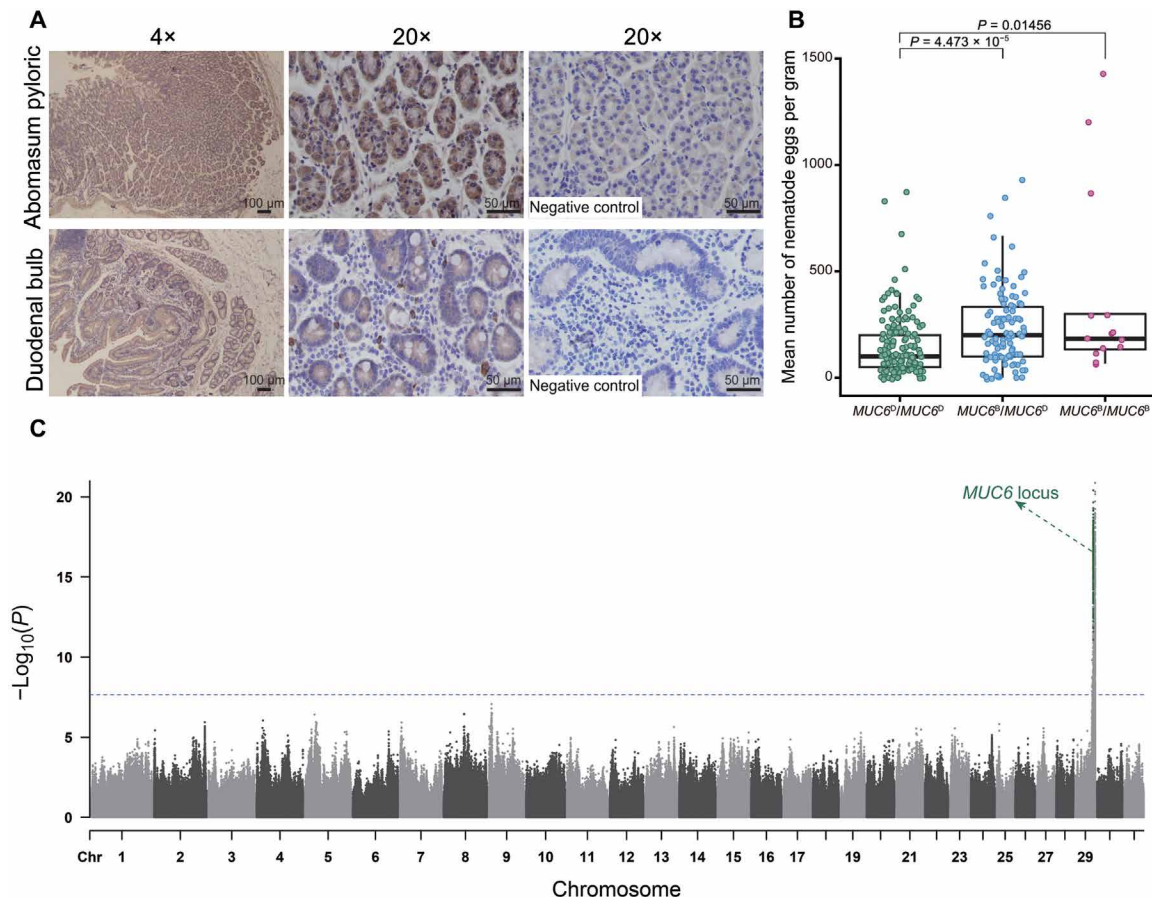 A
4×
20×
20×
Abomasum pyloric
100 µm
50 µm
Negative control
50 µm
Duodenal bulb
100 µm
50 µm
Negative control
50 µm
B
P = 0.01456
P = 4.473 × 10⁻⁵
Mean number of nematode eggs per gram
1500
1000
500
0
MUC6ᴰ/MUC6ᴰ
MUC6ᴮ/MUC6ᴰ
MUC6ᴮ/MUC6ᴮ
C
MUC6 locus
−Log₁₀(P)
20
15
10
5
0
Chr 1 2 3 4 5 6 7 8 9 10 11 12 13 14 15 16 17 19 21 23 25 27 29
Chromosome